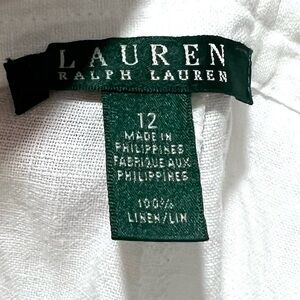 LAUREN
RALPH LAUREN
12
MADE IN
PHILIPPINES
FABRIQUE AUX
PHILIPPINES
100%
LINEN/LIN